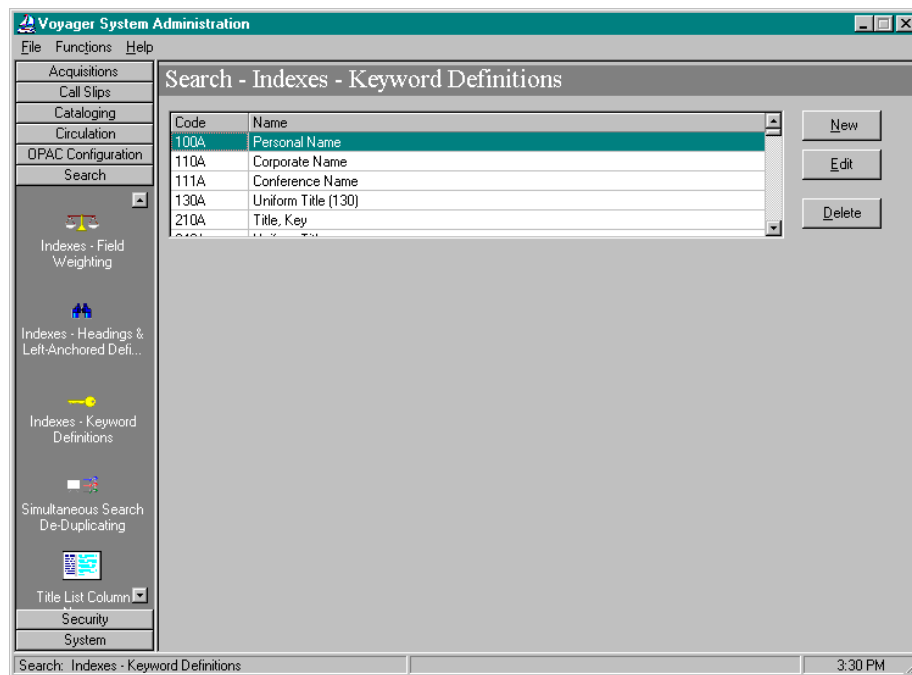 Voyager System Administration
File Functions Help
Acquisitions
Call Slips
Cataloging
Circulation
OPAC Configuration
Search
Indexes - Field
Weighting
Indexes - Headings &
Left-Anchored Defi...
Indexes - Keyword
Definitions
Simultaneous Search
De-Duplicating
Title List Column
Security
System
Search - Indexes - Keyword Definitions
Code Name
100A Personal Name
110A Corporate Name
111A Conference Name
130A Uniform Title (130)
210A Title, Key
New
Edit
Delete
Search: Indexes - Keyword Definitions
3:30 PM